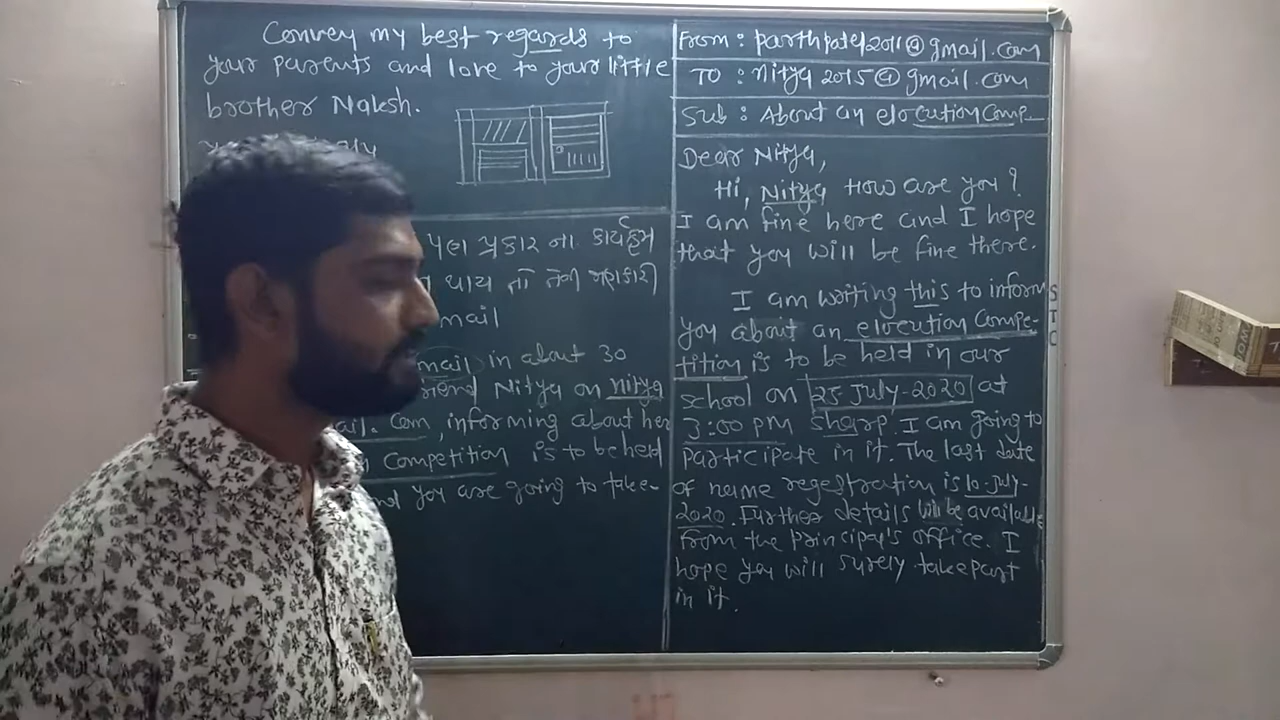 Convey my best regards to
your parents and love to your little
brother Naksh.
From : parthpatel2011@gmail.com
To : nitya2015@gmail.com
Sub : About an elocution Comp-
Dear Nitya,
Hi, Nitya How are you?
I am fine here and I hope
that you will be fine there.
I am writing this to inform
you about an elocution Compe-
tition is to be held in our
school on 25 July-2020 at
3:00 PM sharp. I am going to
participate in it. The last date
of name regestration is 10-July-
2020. Further details will be available
from the principal's office. I
hope you will surely take part
in it.
પ્રકાર ના
થાય તો તેની જાણકારી
mail
mail in about 30
friend Nitya on nitya
ail. Com, informing about her
Competition is to be held
and you are going to take-
STC